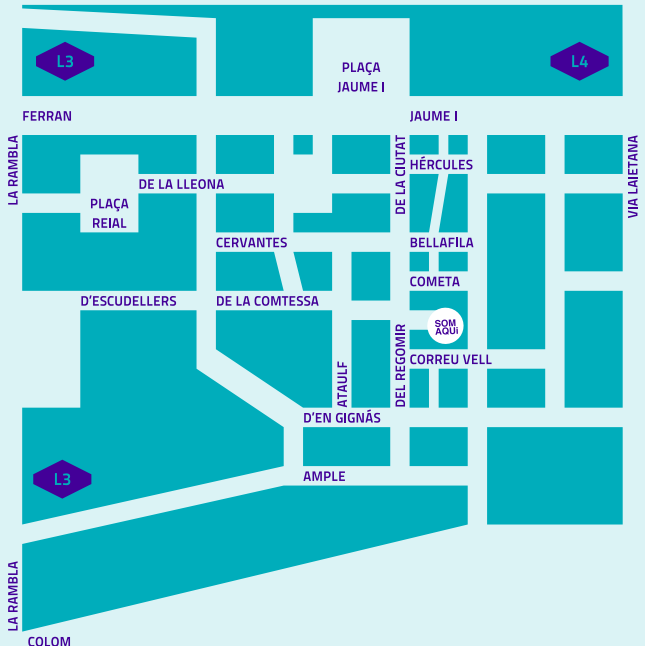 L3
L4
PLAÇA
JAUME I
FERRAN
JAUME I
LA RAMBLA
DE LA CIUTAT
HÉRCULES
VIA LAIETANA
DE LA LLEONA
PLAÇA
REIAL
CERVANTES
BELLAFILA
COMETA
D'ESCUDELLERS
DE LA COMTESSA
SOM
AQUÍ
DEL REGOMIR
CORREU VELL
ATAULF
D'EN GIGNÁS
L3
AMPLE
LA RAMBLA
COLOM